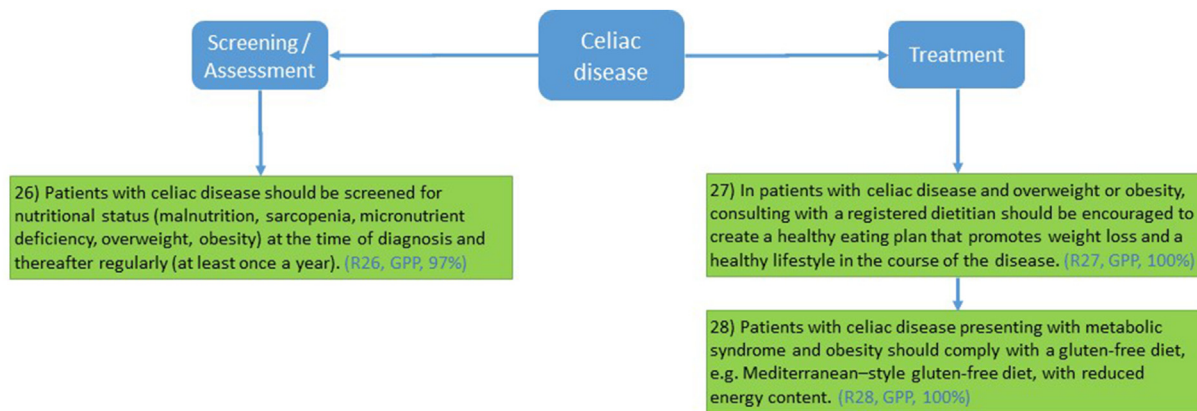 Celiac
disease
Screening /
Assessment
Treatment
26) Patients with celiac disease should be screened for
nutritional status (malnutrition, sarcopenia, micronutrient
deficiency, overweight, obesity) at the time of diagnosis and
thereafter regularly (at least once a year). (R26, GPP, 97%)
27) In patients with celiac disease and overweight or obesity,
consulting with a registered dietitian should be encouraged to
create a healthy eating plan that promotes weight loss and a
healthy lifestyle in the course of the disease. (R27, GPP, 100%)
28) Patients with celiac disease presenting with metabolic
syndrome and obesity should comply with a gluten-free diet,
e.g. Mediterranean–style gluten-free diet, with reduced
energy content. (R28, GPP, 100%)